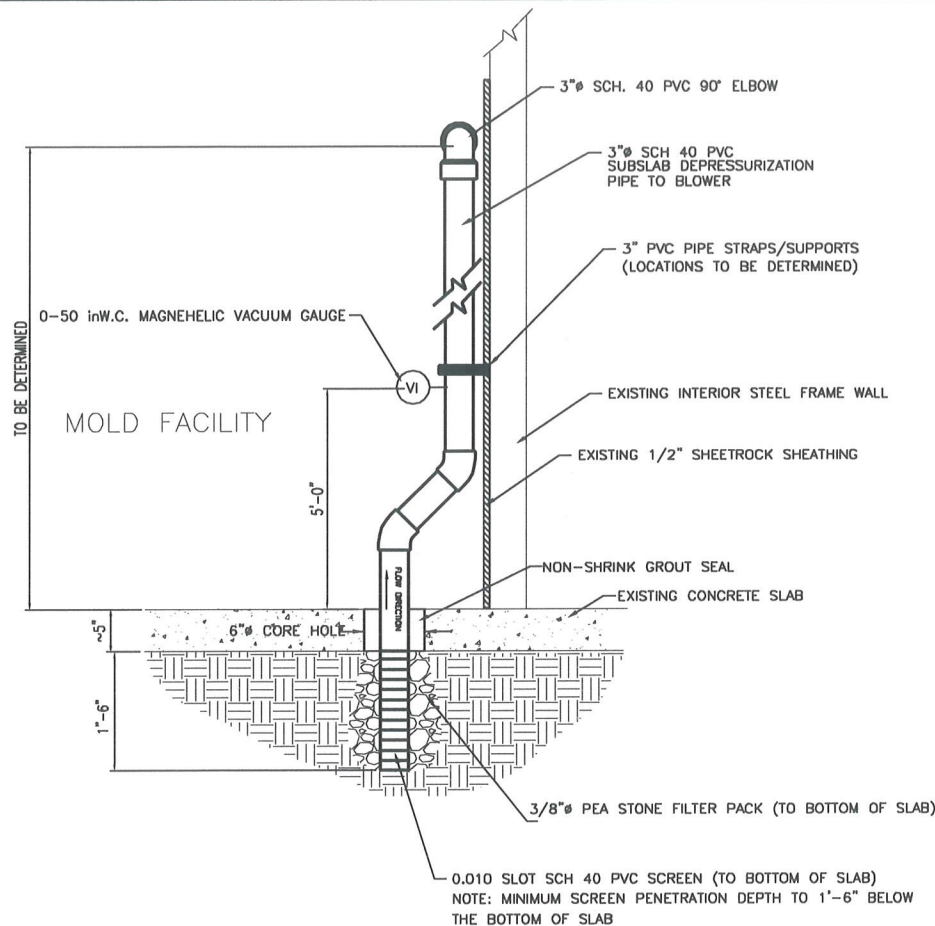 3"ø SCH. 40 PVC 90° ELBOW
3"ø SCH 40 PVC
SUBSLAB DEPRESSURIZATION
PIPE TO BLOWER
3" PVC PIPE STRAPS/SUPPORTS
(LOCATIONS TO BE DETERMINED)
0-50 inW.C. MAGNEHELIC VACUUM GAUGE
VI
TO BE DETERMINED
MOLD FACILITY
EXISTING INTERIOR STEEL FRAME WALL
EXISTING 1/2" SHEETROCK SHEATHING
5'-0"
FLOW DIRECTION
NON-SHRINK GROUT SEAL
EXISTING CONCRETE SLAB
~5"
6"ø CORE HOLE
1'-6"
3/8"ø PEA STONE FILTER PACK (TO BOTTOM OF SLAB)
0.010 SLOT SCH 40 PVC SCREEN (TO BOTTOM OF SLAB)
NOTE: MINIMUM SCREEN PENETRATION DEPTH TO 1'-6" BELOW
THE BOTTOM OF SLAB